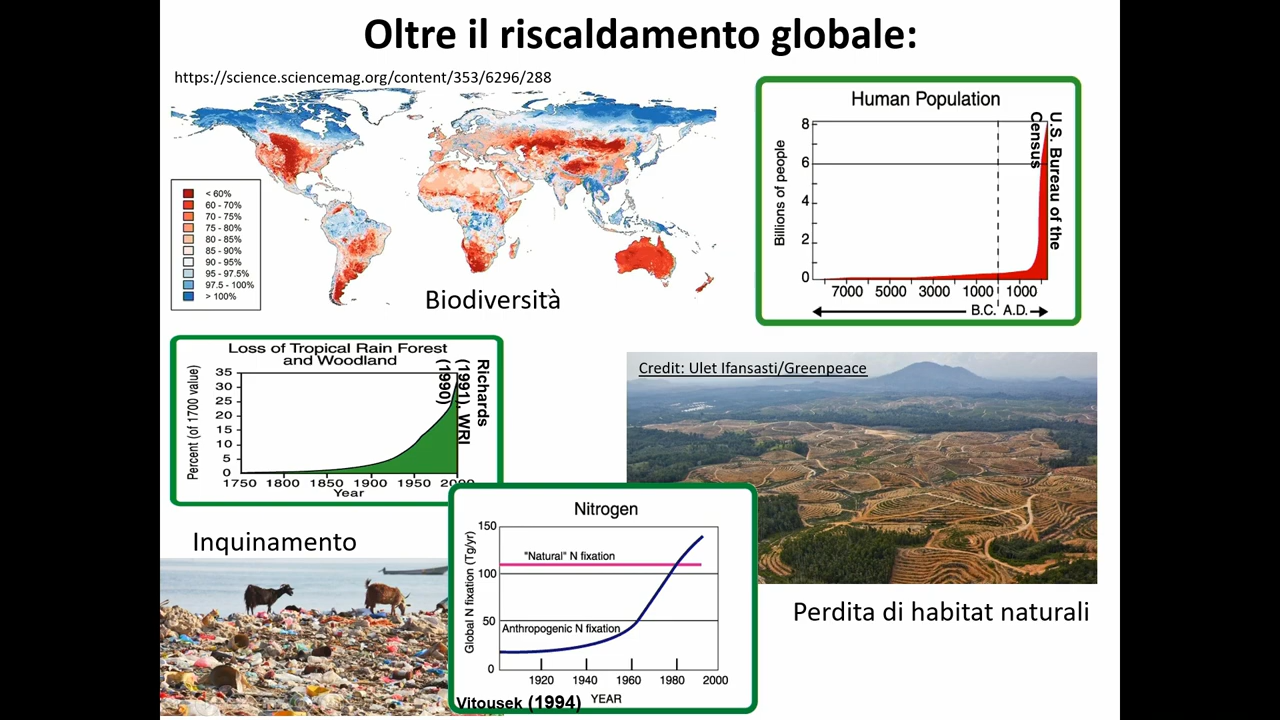 Oltre il riscaldamento globale:
https://science.sciencemag.org/content/353/6296/288
< 60%
60 - 70%
70 - 75%
75 - 80%
80 - 85%
85 - 90%
90 - 95%
95 - 97.5%
97.5 - 100%
> 100%
Biodiversità
Human Population
Billions of people
8
6
4
2
0
7000 5000 3000 1000 1000
B.C. A.D.
U.S. Bureau of the
Census
Loss of Tropical Rain Forest
and Woodland
Percent (of 1700 value)
35
30
25
20
15
10
5
0
1750 1800 1850 1900 1950 2000
Year
Richards
(1991), WRI
(1990)
Credit: Ulet Ifansasti/Greenpeace
Perdita di habitat naturali
Inquinamento
Nitrogen
Global N fixation (Tg/yr)
150
100
50
0
"Natural" N fixation
Anthropogenic N fixation
1920 1940 1960 1980 2000
YEAR
Vitousek (1994)